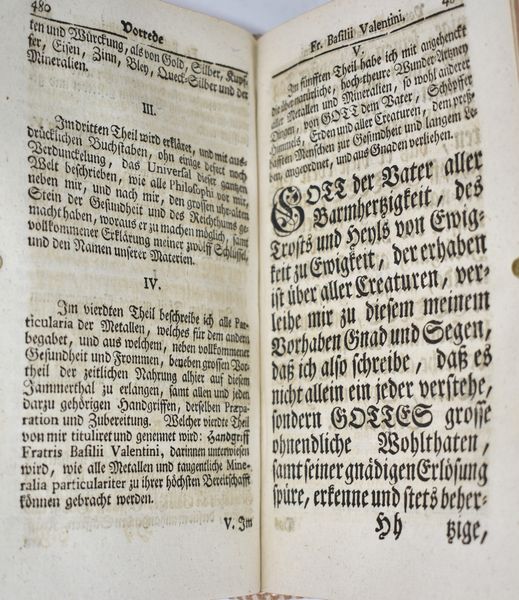 480
Vorrede
ten und Würckung, als von Gold, Silber, Kupf-
fer, Eisen, Zinn, Bley, Queck-Silber und der
Mineralien.
III.
Im dritten Theil wird erkläret, und mit aus-
drücklichen Buchstaben, ohn einige defect noch
Verdunckelung, das Universal dieser gantzen
Welt beschrieben, wie alle Philosophi vor mir,
neben mir, und nach mir, den grossen uhr-alten
Stein der Gesundheit und des Reichthums ge-
macht haben, woraus er zu machen möglich, samt
vollkommener Erklärung meiner zwölff Schlüssel,
und den Namen unserer Materien.
IV.
Im vierdten Theil beschreibe ich alle Par-
ticularia der Metallen, welches für dem andern
begabet, und aus welchem, neben vollkommener
Gesundheit und Frommen, beneben grossen Vor-
theil der zeitlichen Nahrung alhier auf diesem
Jammerthal zu erlangen, samt allen und jeden
darzu gehörigen Handgriffen, derselben Præpa-
ration und Zubereitung. Welcher vierdte Theil
von mir tituliret und genennet wird: Handgriff
Fratris Basilii Valentini, darinnen unterwiesen
wird, wie alle Metallen und taugentliche Mine-
ralia particulariter zu ihrer höchsten Bereitschafft
können gebracht werden.
V. Im
Fr. Basilii Valentini,
V.
Im fünfften Theil habe ich mit angehenckt
die übernatürliche, hoch-theure Wunder-Artzney
aller Metallen und Mineralien, so wohl anderer
Dingen, von GOTT dem Vater, Schöpffer
Himmels, Erden und aller Creaturen, dem preß-
hafften Menschen zur Gesundheit und langem Le-
ben, angeordnet, und aus Gnaden verliehen.
GOTT der Vater aller
Barmhertzigkeit, des
Trosts und Heyls von Ewig-
keit zu Ewigkeit, der erhaben
ist über aller Creaturen, ver-
leihe mir zu diesem meinem
Vorhaben Gnad und Segen,
daß ich also schreibe, daß es
nicht allein ein jeder verstehe,
sondern GOTTES grosse
ohnendliche Wohlthaten,
samt seiner gnädigen Erlösung
spüre, erkenne und stets beher-
Hh tzige,